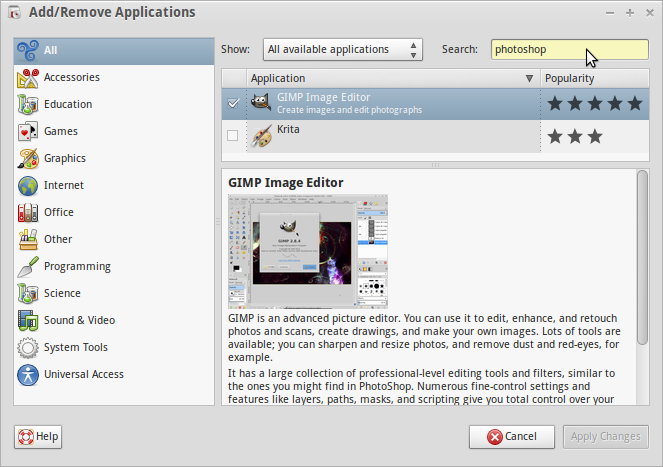 Add/Remove Applications
All
Accessories
Education
Games
Graphics
Internet
Office
Other
Programming
Science
Sound & Video
System Tools
Universal Access
Show: All available applications Search: photoshop
Application Popularity
GIMP Image Editor
Create images and edit photographs
Krita
GIMP Image Editor
GIMP 2.8.4
GIMP is an advanced picture editor. You can use it to edit, enhance, and retouch
photos and scans, create drawings, and make your own images. Lots of tools are
available; you can sharpen and resize photos, and remove dust and red-eyes, for
example.
It has a large collection of professional-level editing tools and filters, similar to
the ones you might find in PhotoShop. Numerous fine-control settings and
features like layers, paths, masks, and scripting give you total control over your
Help Cancel Apply Changes